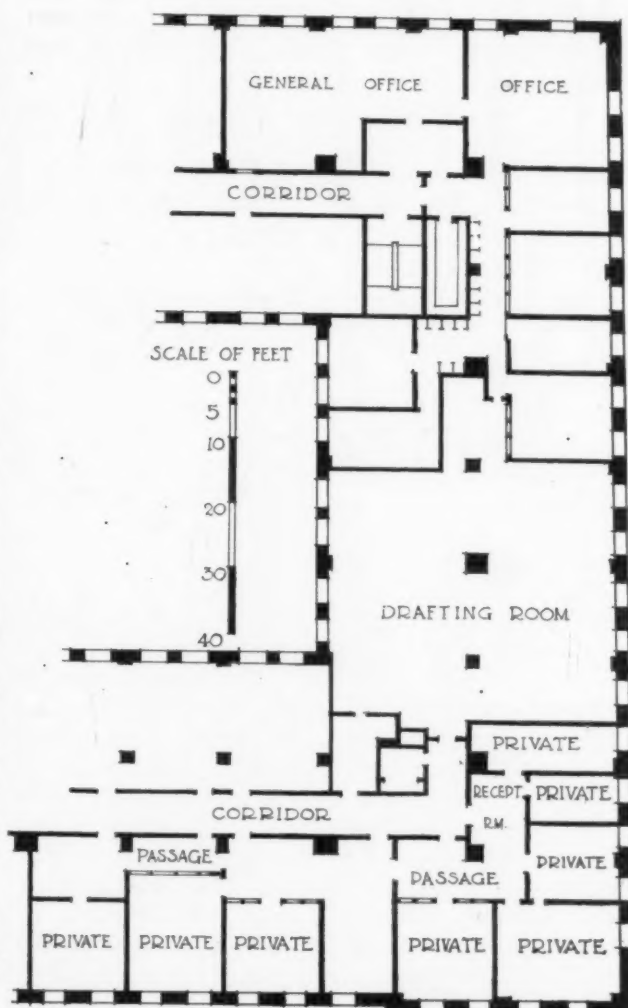 GENERAL OFFICE
OFFICE
CORRIDOR
SCALE OF FEET
0
5
10
20
30
40
DRAFTING ROOM
PRIVATE
RECEPT.
R.M.
PRIVATE
CORRIDOR
PASSAGE
PRIVATE
PASSAGE
PRIVATE
PRIVATE
PRIVATE
PRIVATE
PRIVATE